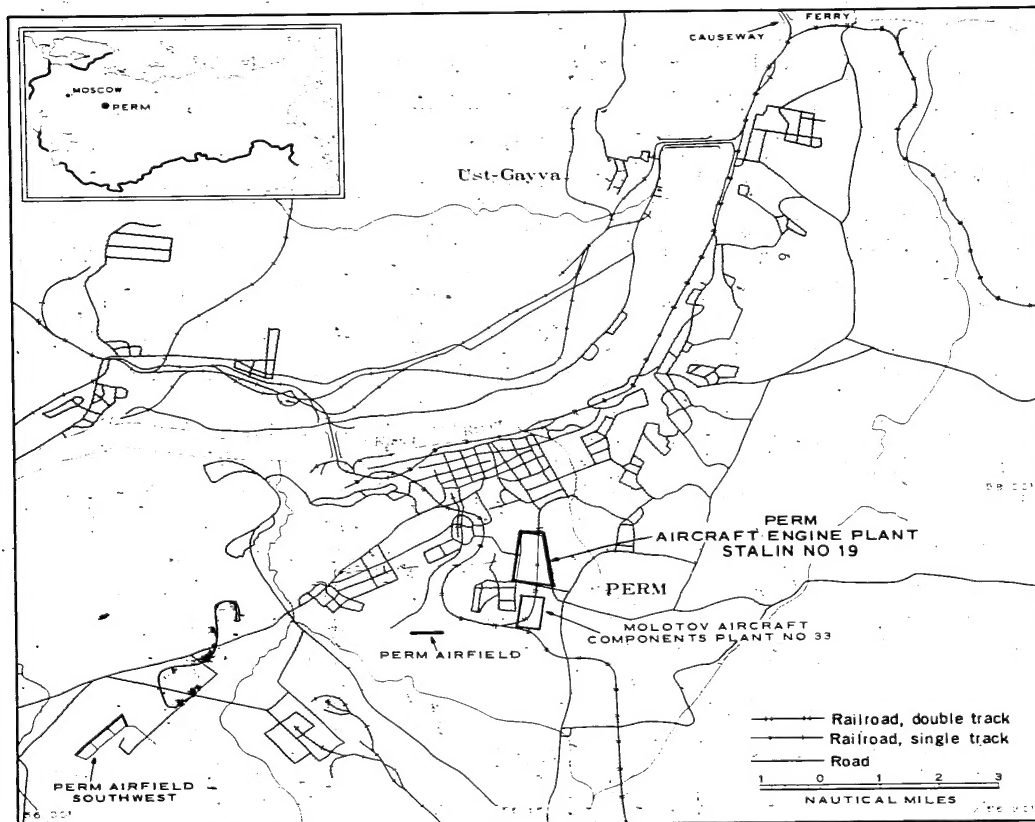 FERRY
CAUSEWAY
MOSCOW
PERM
Ust-Gayva
PERM
AIRCRAFT ENGINE PLANT
STALIN NO 19
PERM
MOLOTOV AIRCRAFT
COMPONENTS PLANT NO 33
PERM AIRFIELD
PERM AIRFIELD
SOUTHWEST
Railroad, double track
Railroad, single track
Road
1 0 1 2 3
NAUTICAL MILES